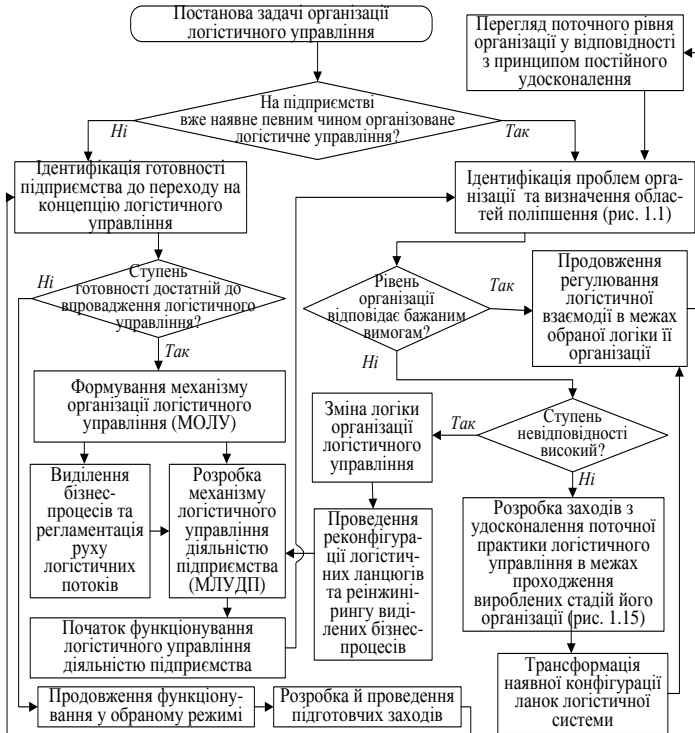 Постанова задачі організації
логістичного управління
Перегляд поточного рівня
організації у відповідності
з принципом постійного
удосконалення
На підприємстві
вже наявне певним чином організоване
логістичне управління?
Ні
Так
Ідентифікація готовності
підприємства до переходу на
концепцію логістичного
управління
Ідентифікація проблем орга-
нізації та визначення облас-
тей поліпшення (рис. 1.1)
Ні
Ступень
готовності достатній до
впровадження логістичного
управління?
Так
Рівень
організації
відповідає бажаним
вимогам?
Так
Ні
Продовження
регулювання
логістичної
взаємодії в межах
обраної логіки її
організації
Формування механізму
організації логістичного
управління (МОЛУ)
Зміна логіки
організації
логістичного
управління
Так
Ступень
невідповідності
високий?
Ні
Виділення
бізнес-
процесів та
регламентація
руху
логістичних
потоків
Розробка
механізму
логістичного
управління
діяльністю
підприємства
(МЛУДП)
Проведення
реконфігура-
ції логістич-
них ланцюгів
та реінжині-
рингу виді-
лених бізнес-
процесів
Розробка заходів з
удосконалення поточної
практики логістичного
управління в межах
проходження
вироблених стадій його
організації (рис. 1.15)
Початок функціонування
логістичного управління
діяльністю підприємства
Трансформація
наявної конфігурації
ланок логістичної
системи
Продовження функціону-
вання у обраному режимі
Розробка й проведення
підготовчих заходів